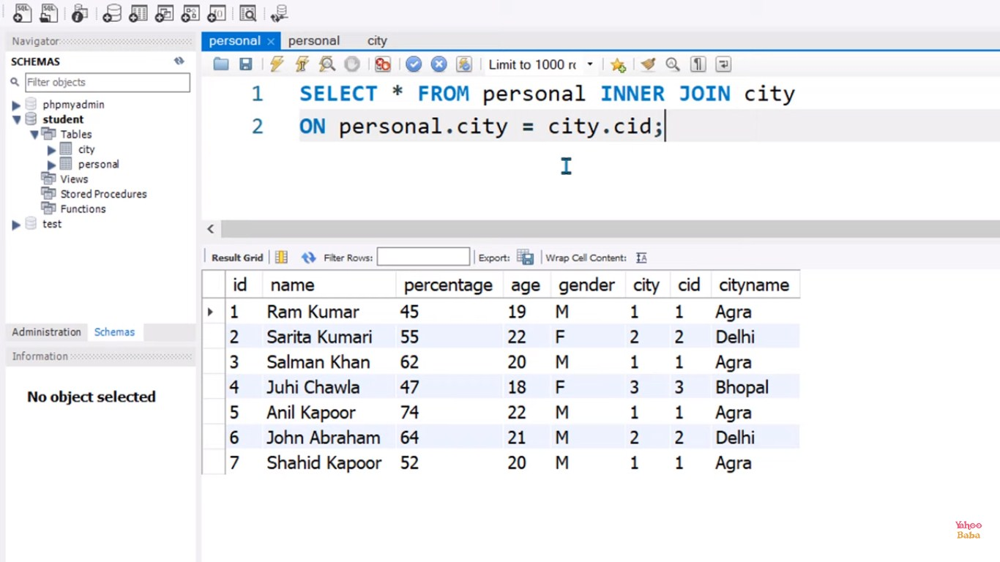 SQL SQL
Navigator
SCHEMAS
Filter objects
phpmyadmin
student
Tables
city
personal
Views
Stored Procedures
Functions
test
Administration Schemas
Information
No object selected
personal × personal city
Limit to 1000 rc
1 SELECT * FROM personal INNER JOIN city
2 ON personal.city = city.cid;
Result Grid Filter Rows: Export: Wrap Cell Content:
id name percentage age gender city cid cityname
1 Ram Kumar 45 19 M 1 1 Agra
2 Sarita Kumari 55 22 F 2 2 Delhi
3 Salman Khan 62 20 M 1 1 Agra
4 Juhi Chawla 47 18 F 3 3 Bhopal
5 Anil Kapoor 74 22 M 1 1 Agra
6 John Abraham 64 21 M 2 2 Delhi
7 Shahid Kapoor 52 20 M 1 1 Agra
Yahoo
Baba